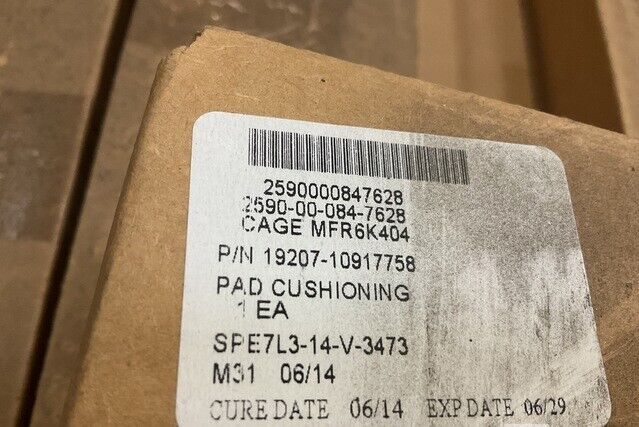 2590000847628
2590-00-084-7628
CAGE MFR6K404
P/N 19207-10917758
PAD CUSHIONING
1 EA
SPE7L3-14-V-3473
M31 06/14
CURE DATE 06/14 EXP DATE 06/29